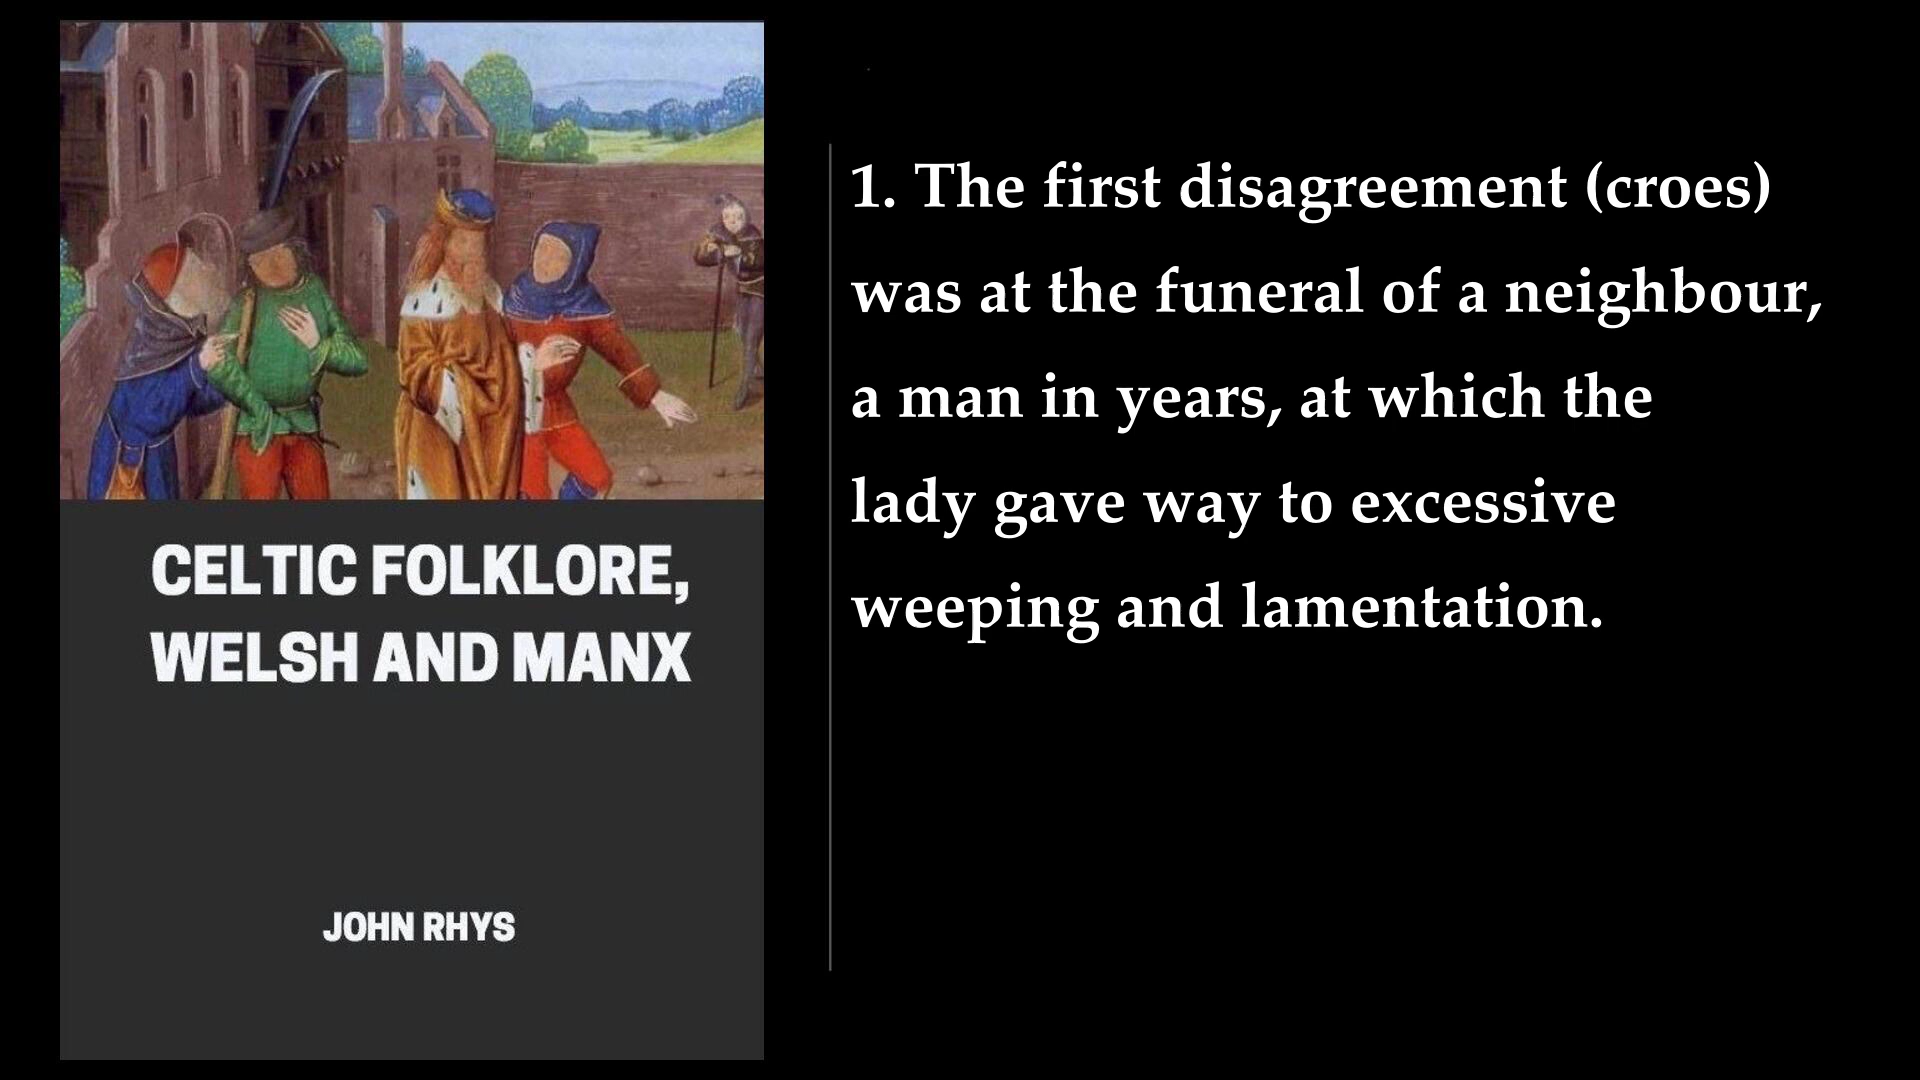 CELTIC FOLKLORE,
WELSH AND MANX
JOHN RHYS
1. The first disagreement (croes)
was at the funeral of a neighbour,
a man in years, at which the
lady gave way to excessive
weeping and lamentation.